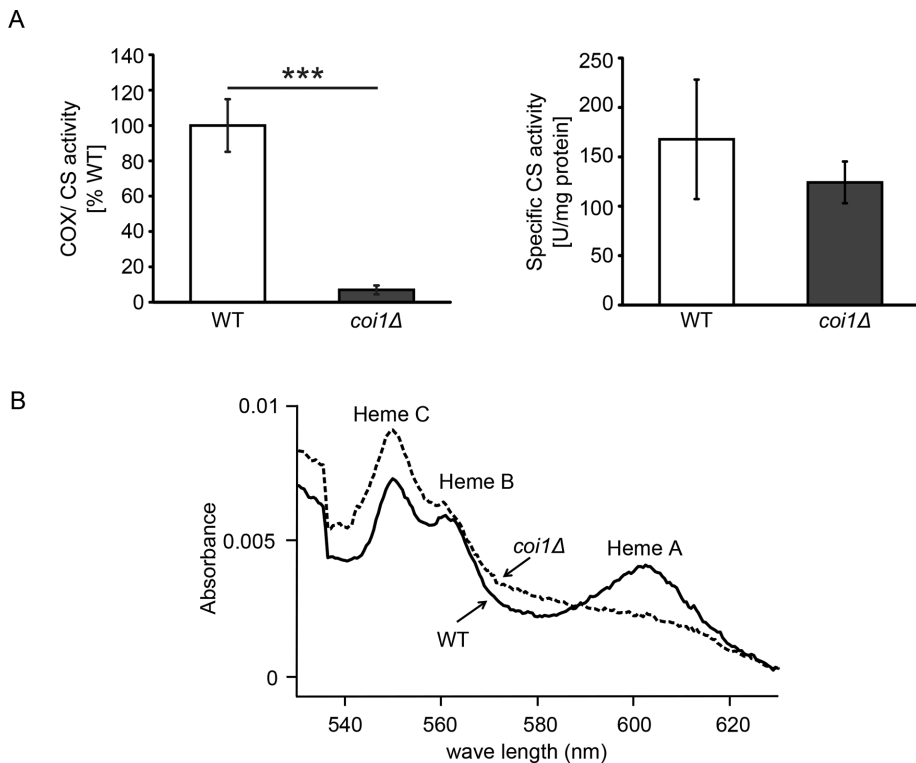 A
COX/ CS activity
[% WT]
140
120
100
80
60
40
20
0
***
WT
coi1Δ
Specific CS activity
[U/mg protein]
250
200
150
100
50
0
WT
coi1Δ
B
Absorbance
0.01
0.005
0
Heme C
Heme B
coi1Δ
Heme A
WT
540
560
580
600
620
wave length (nm)